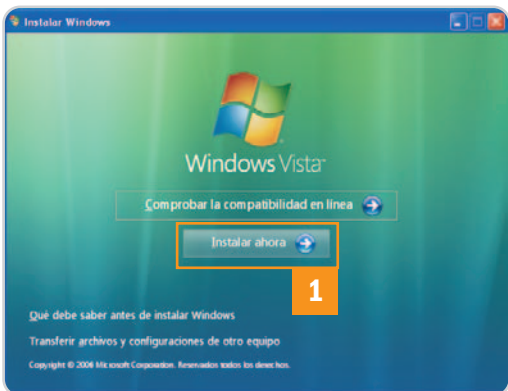 Instalar Windows
Windows Vista™
Comprobar la compatibilidad en línea
Instalar ahora
1
Qué debe saber antes de instalar Windows
Transferir archivos y configuraciones de otro equipo
Copyright © 2006 Microsoft Corporation. Reservados todos los derechos.